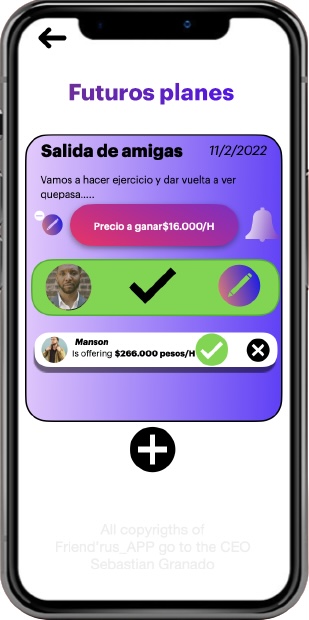 Futuros planes
Salida de amigas 11/2/2022
Vamos a hacer ejercicio y dar vuelta a ver
quepasa.....
Precio a ganar$16.000/H
Manson
Is offering $266.000 pesos/H
All copyrigths of
Friend'rus_APP go to the CEO
Sebastian Granado